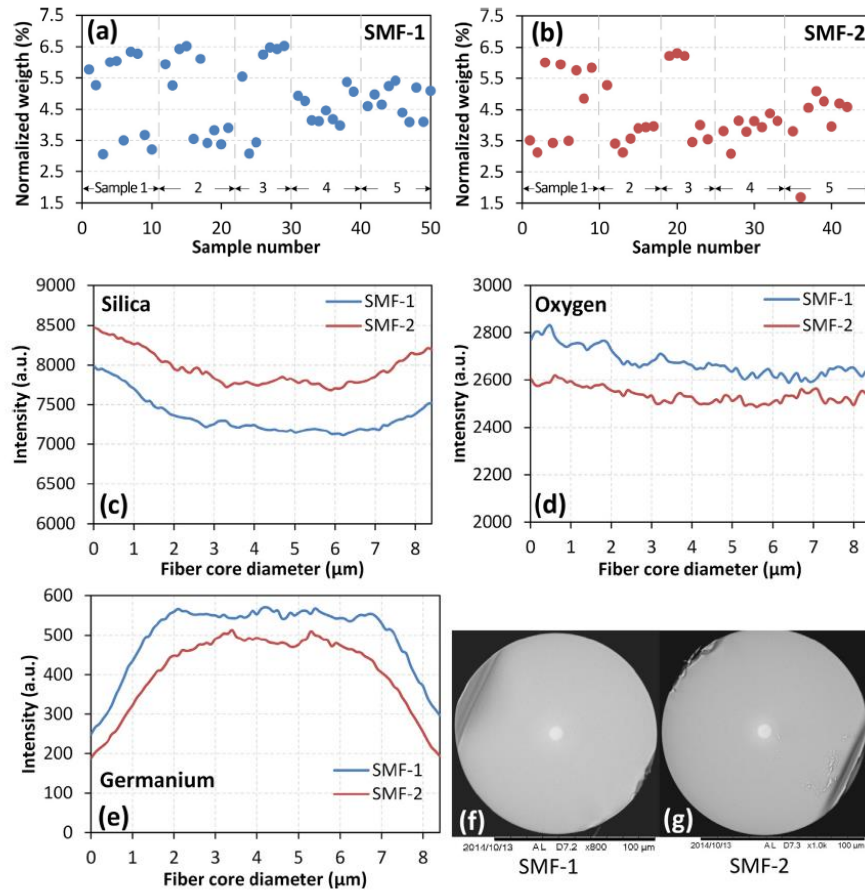 (a) SMF-1
Normalized weigth (%)
7.5
6.5
5.5
4.5
3.5
2.5
1.5
Sample 1 2 3 4 5
0 10 20 30 40 50
Sample number
(b) SMF-2
Normalized weigth (%)
7.5
6.5
5.5
4.5
3.5
2.5
1.5
Sample 1 2 3 4 5
0 10 20 30 40
Sample number
Silica
SMF-1
SMF-2
Intensity (a.u.)
9000
8500
8000
7500
7000
6500
6000
(c)
0 1 2 3 4 5 6 7 8
Fiber core diameter (μm)
Oxygen
SMF-1
SMF-2
Intensity (a.u.)
3000
2800
2600
2400
2200
2000
(d)
0 1 2 3 4 5 6 7 8
Fiber core diameter (μm)
Intensity (a.u.)
600
500
400
300
200
100
0
Germanium
SMF-1
SMF-2
(e)
0 1 2 3 4 5 6 7 8
Fiber core diameter (μm)
(f)
2014/10/13 AL D7.2 x800 100 μm
SMF-1
(g)
2014/10/13 AL D7.3 x1.0k 100 μm
SMF-2